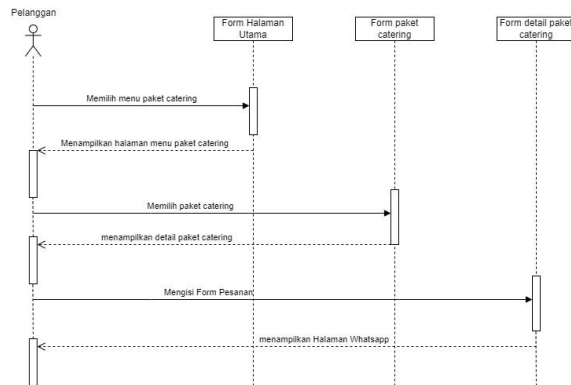 Pelanggan
Form Halaman
Utama
Form paket
catering
Form detail paket
catering
Memilih menu paket catering
Menampilkan halaman menu paket catering
Memilih paket catering
menampilkan detail paket catering
Mengisi Form Pesanan
menampilkan Halaman Whatsapp